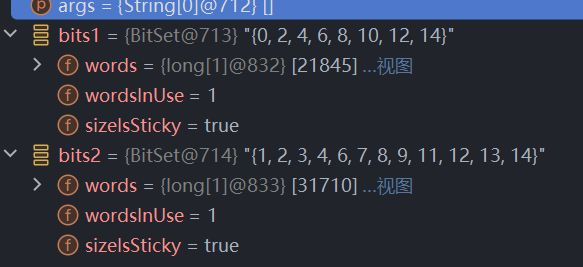 p args = {String[0]@712} []
bits1 = {BitSet@713} "{0, 2, 4, 6, 8, 10, 12, 14}"
f words = {long[1]@832} [21845] ...视图
f wordsInUse = 1
f sizeIsSticky = true
bits2 = {BitSet@714} "{1, 2, 3, 4, 6, 7, 8, 9, 11, 12, 13, 14}"
f words = {long[1]@833} [31710] ...视图
f wordsInUse = 1
f sizeIsSticky = true